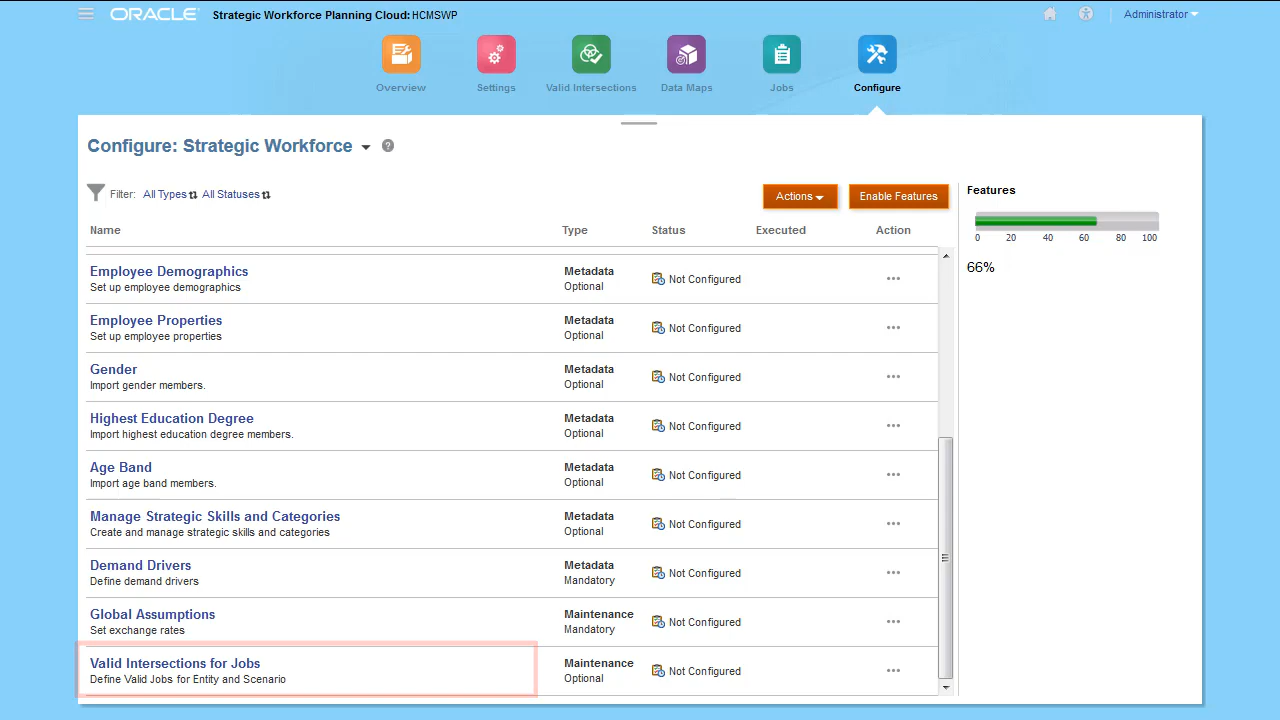 ORACLE Strategic Workforce Planning Cloud: HCMSWP Administrator
Overview Settings Valid Intersections Data Maps Jobs Configure
Configure: Strategic Workforce ?
Filter: All Types All Statuses Actions Enable Features Features
0 20 40 60 80 100
66%
Name Type Status Executed Action
Employee Demographics Metadata
Set up employee demographics Optional Not Configured ...
Employee Properties Metadata
Set up employee properties Optional Not Configured ...
Gender Metadata
Import gender members. Optional Not Configured ...
Highest Education Degree Metadata
Import highest education degree members. Optional Not Configured ...
Age Band Metadata
Import age band members. Optional Not Configured ...
Manage Strategic Skills and Categories Metadata
Create and manage strategic skills and categories Optional Not Configured ...
Demand Drivers Metadata
Define demand drivers Mandatory Not Configured ...
Global Assumptions Maintenance
Set exchange rates Mandatory Not Configured ...
Valid Intersections for Jobs Maintenance
Define Valid Jobs for Entity and Scenario Optional Not Configured ...